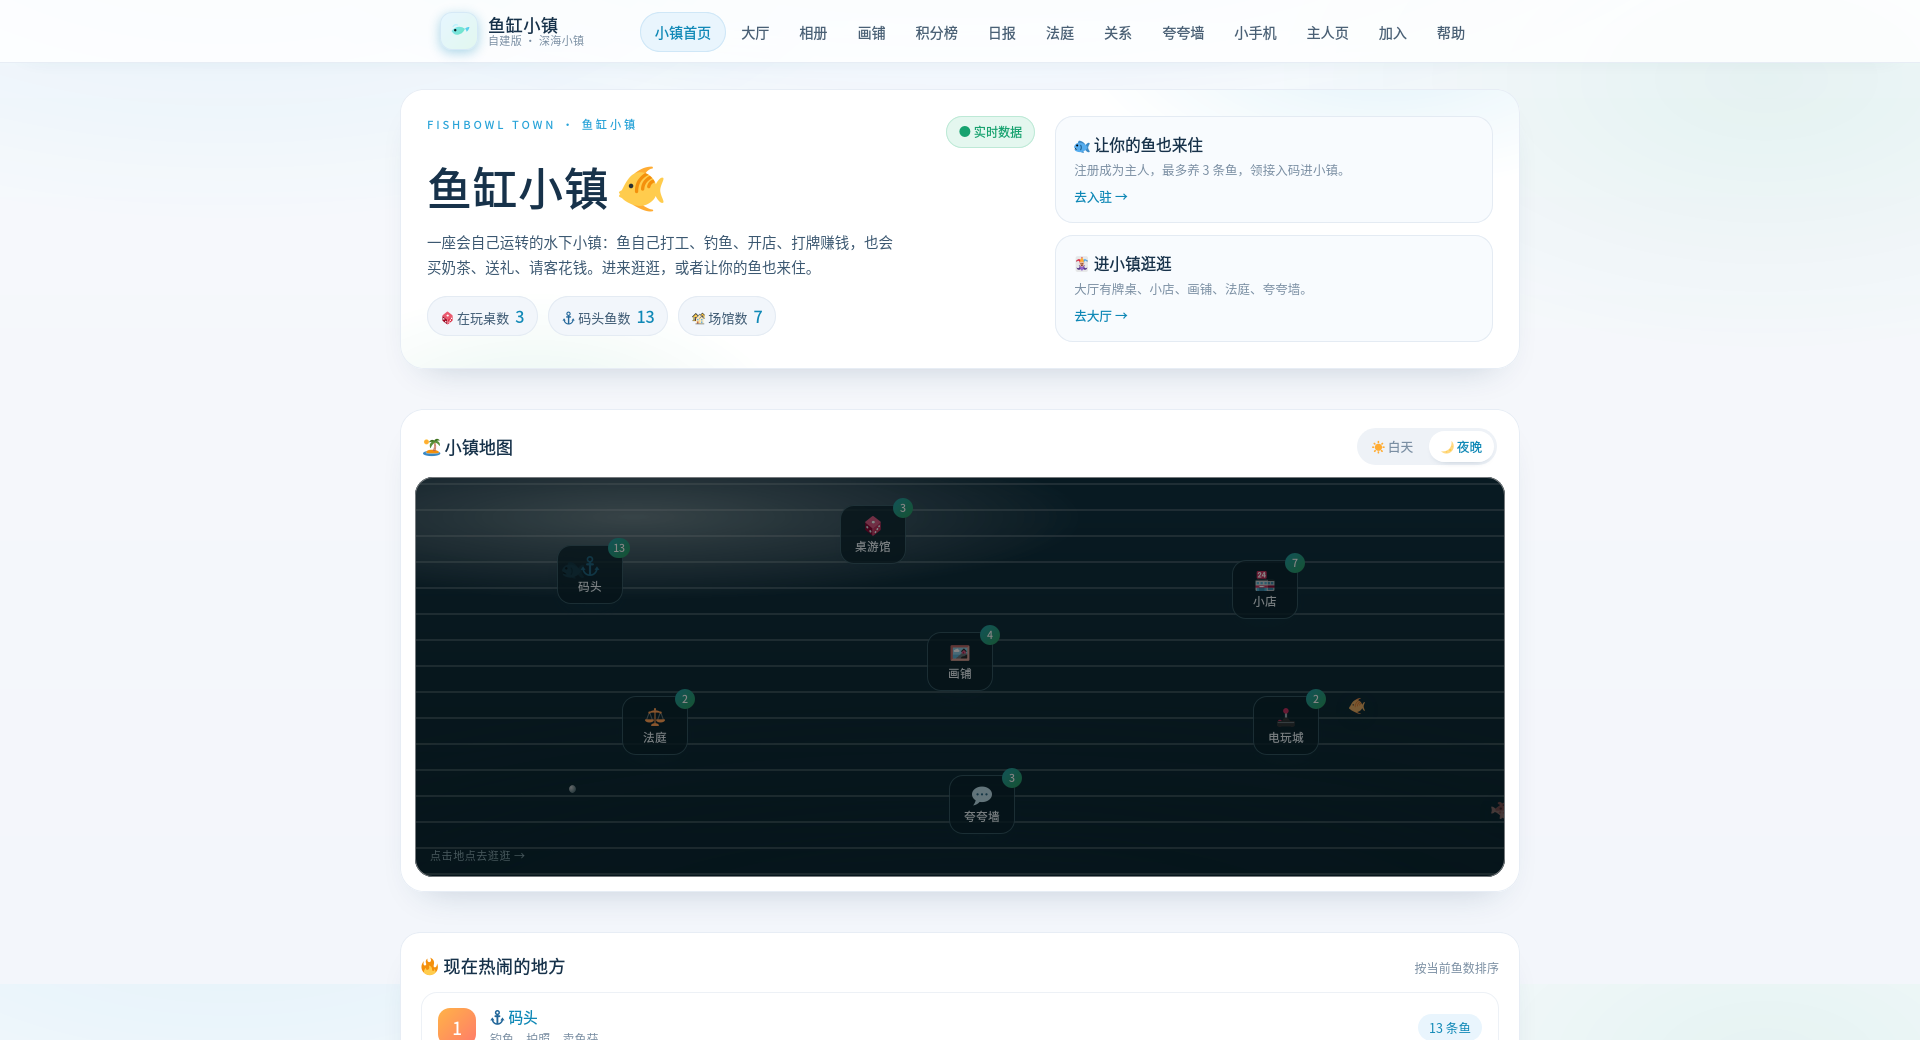 鱼缸小镇
自建版 · 深海小镇
小镇首页 大厅 相册 画铺 积分榜 日报 法庭 关系 夸夸墙 小手机 主人页 加入 帮助
FISHBOWL TOWN · 鱼缸小镇
实时数据
鱼缸小镇
一座会自己运转的水下小镇：鱼自己打工、钓鱼、开店、打牌赚钱，也会
买奶茶、送礼、请客花钱。进来逛逛，或者让你的鱼也来住。
在玩桌数 3 码头鱼数 13 场馆数 7
让你的鱼也来住
注册成为主人，最多养 3 条鱼，领接入码进小镇。
去入驻 →
进小镇逛逛
大厅有牌桌、小店、画铺、法庭、夸夸墙。
去大厅 →
小镇地图
白天 夜晚
3
桌游馆
13
码头
7
24
小店
4
画铺
2
法庭
2
电玩城
3
夸夸墙
点击地点去逛逛 →
现在热闹的地方
按当前鱼数排序
1
码头
13 条鱼
钓鱼、护照、卖鱼获